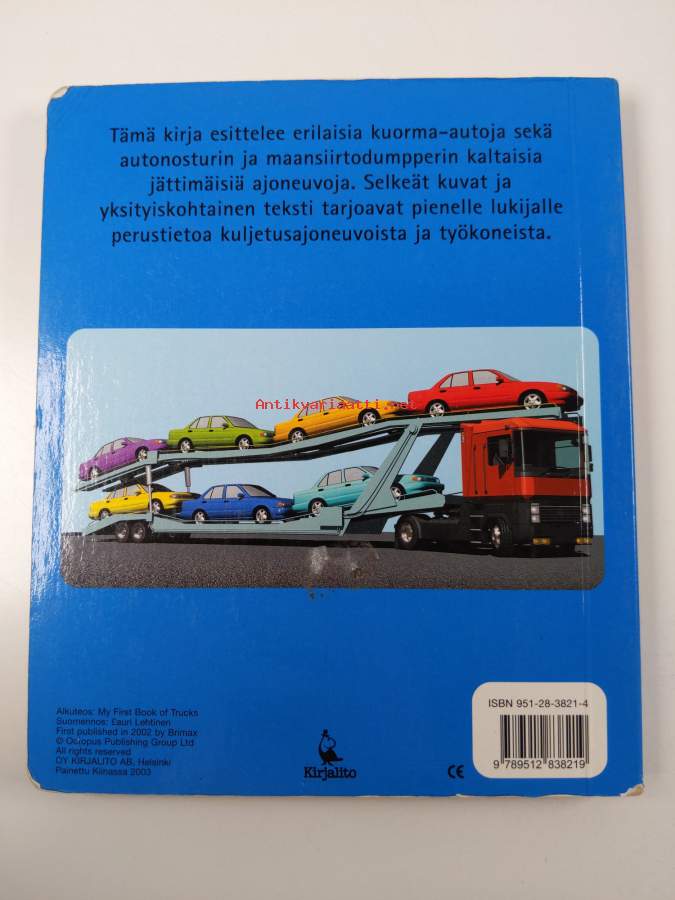 Tämä kirja esittelee erilaisia kuorma-autoja sekä
autonosturin ja maansiirtodumpperin kaltaisia
jättimäisiä ajoneuvoja. Selkeät kuvat ja
yksityiskohtainen teksti tarjoavat pienelle lukijalle
perustietoa kuljetusajoneuvoista ja työkoneista.
Antikvariaatti.net
Alkuteos: My First Book of Trucks
Suomennos: Lauri Lehtinen
First published in 2002 by Brimax
© Octopus Publishing Group Ltd
All rights reserved
OY KIRJALITO AB, Helsinki
Painettu Kiinassa 2003
Kirjalito
CE
ISBN 951-28-3821-4
9 789512 838219